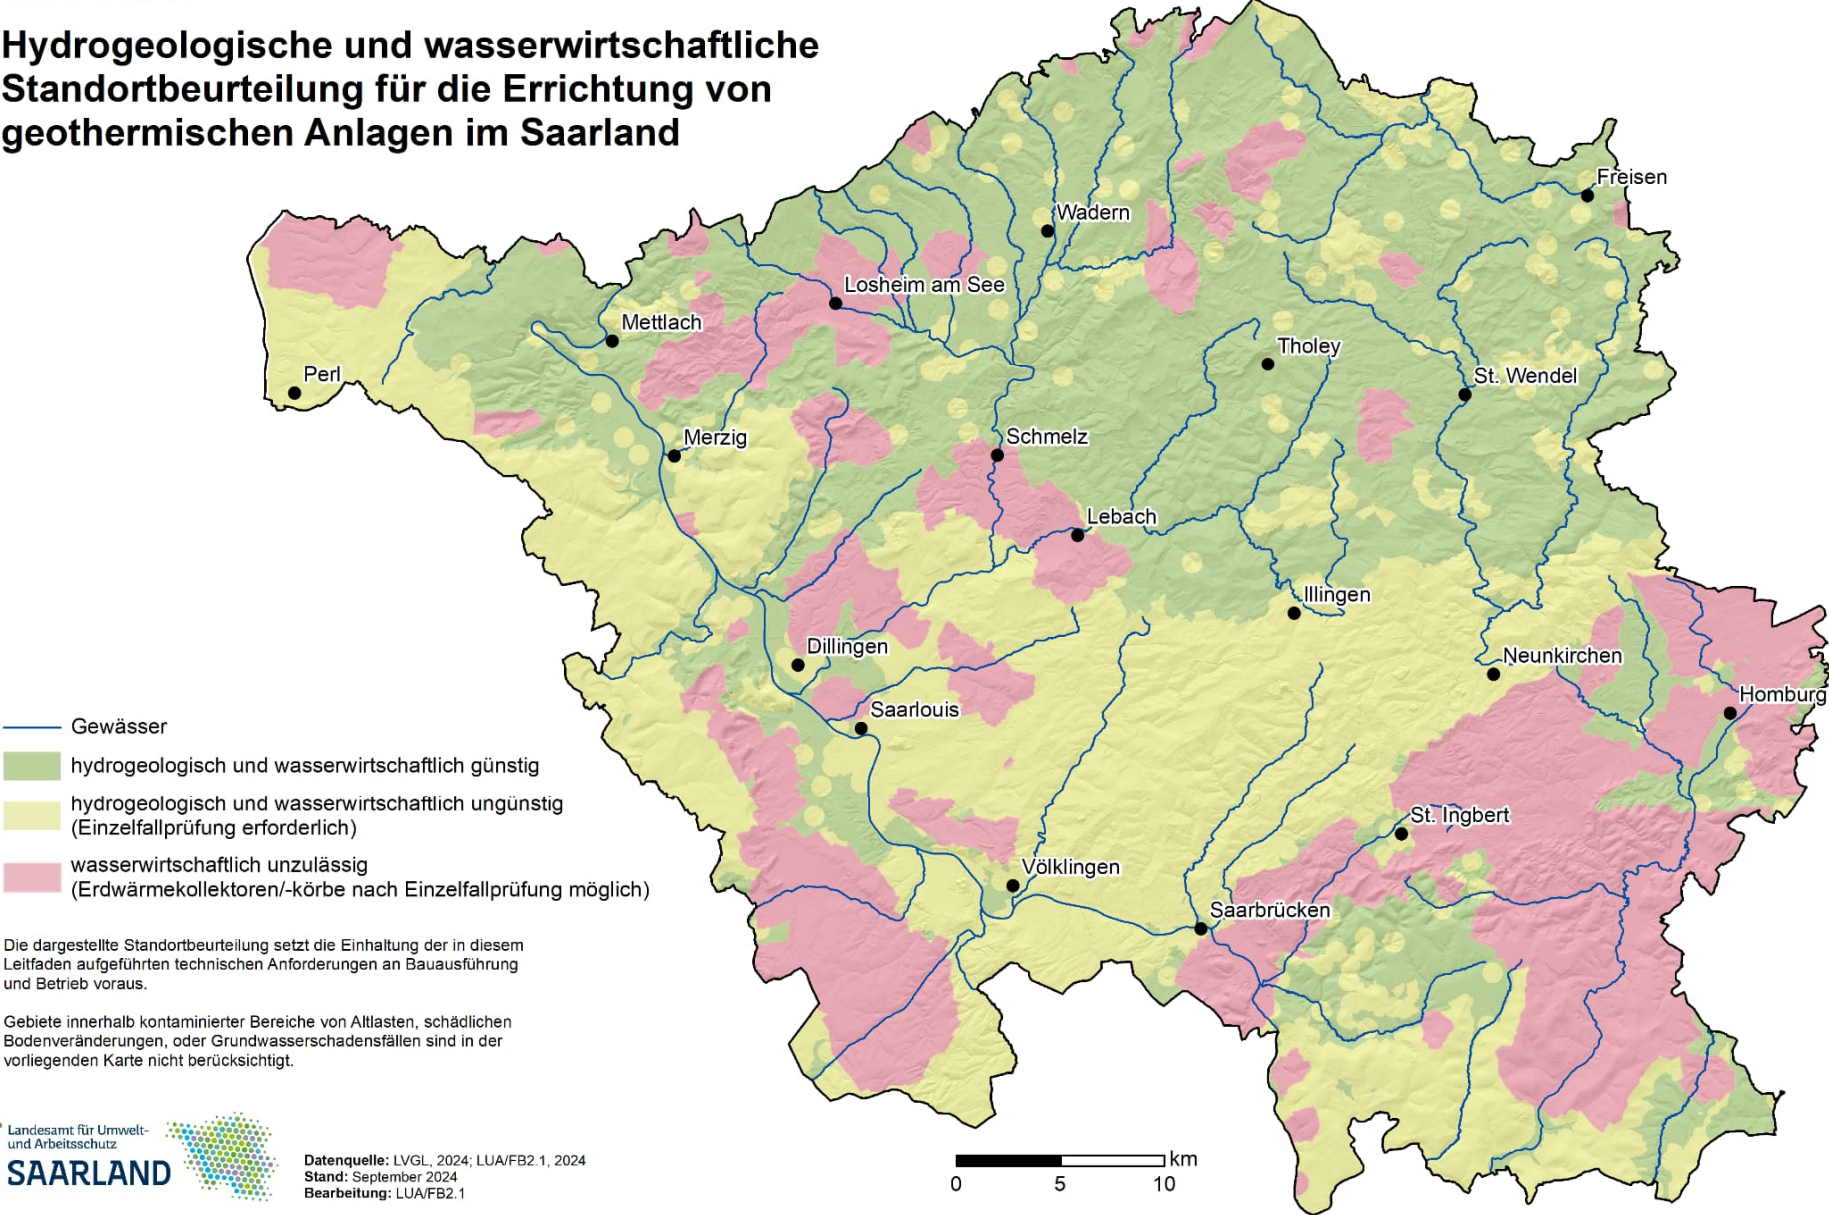 Hydrogeologische und wasserwirtschaftliche
Standortbeurteilung für die Errichtung von
geothermischen Anlagen im Saarland
Freisen
Wadern
Losheim am See
Mettlach
Tholey
Perl
St. Wendel
Merzig
Schmelz
Lebach
Illingen
Dillingen
Neunkirchen
Homburg
Saarlouis
St. Ingbert
Völklingen
Saarbrücken
Gewässer
hydrogeologisch und wasserwirtschaftlich günstig
hydrogeologisch und wasserwirtschaftlich ungünstig
(Einzelfallprüfung erforderlich)
wasserwirtschaftlich unzulässig
(Erdwärmekollektoren/-körbe nach Einzelfallprüfung möglich)
Die dargestellte Standortbeurteilung setzt die Einhaltung der in diesem
Leitfaden aufgeführten technischen Anforderungen an Bauausführung
und Betrieb voraus.
Gebiete innerhalb kontaminierter Bereiche von Altlasten, schädlichen
Bodenveränderungen, oder Grundwasserschadensfällen sind in der
vorliegenden Karte nicht berücksichtigt.
Landesamt für Umwelt-
und Arbeitsschutz
SAARLAND
Datenquelle: LVGL, 2024; LUA/FB2.1, 2024
Stand: September 2024
Bearbeitung: LUA/FB2.1
km
0 5 10